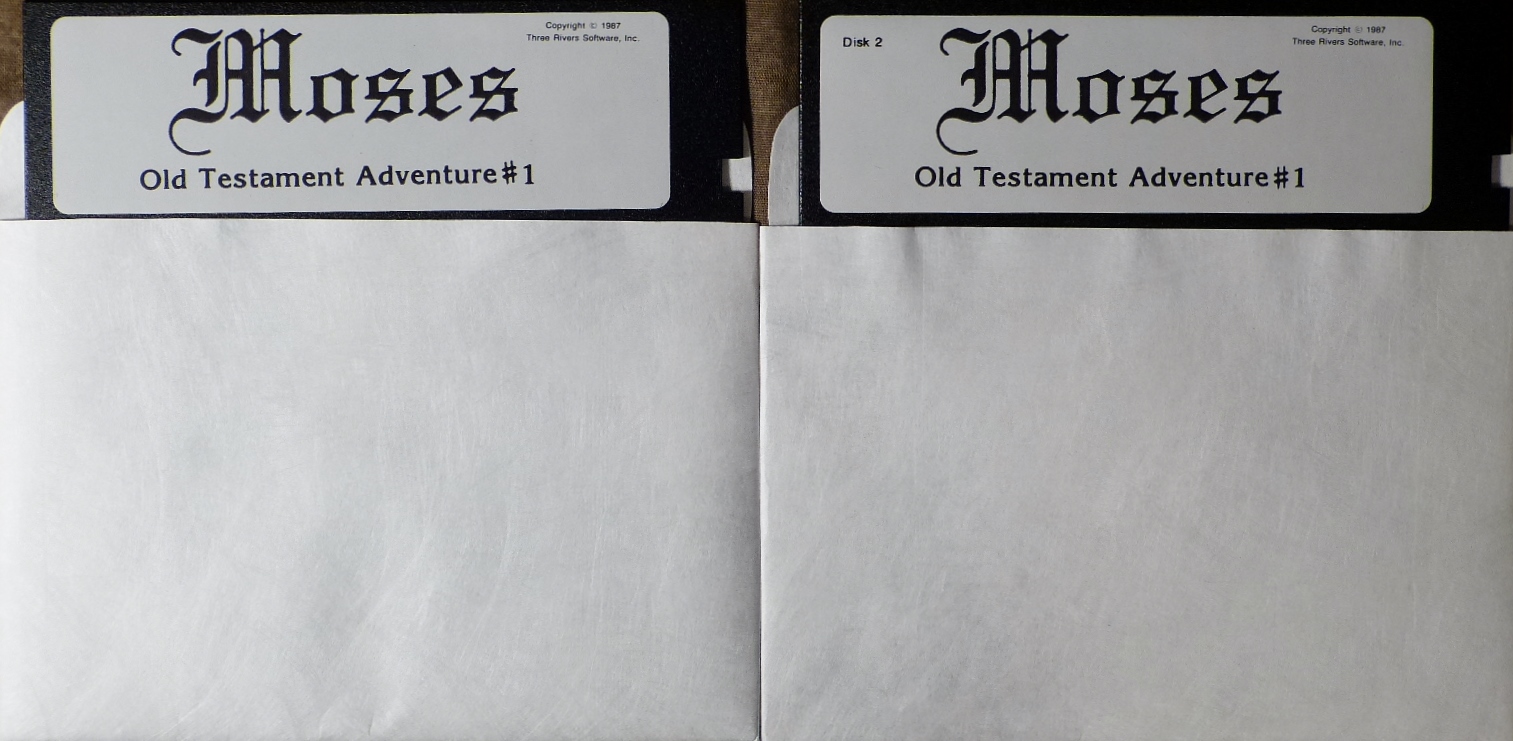 Copyright © 1987
Three Rivers Software, Inc.
Moses
Old Testament Adventure #1
Disk 2
Copyright © 1987
Three Rivers Software, Inc.
Moses
Old Testament Adventure #1